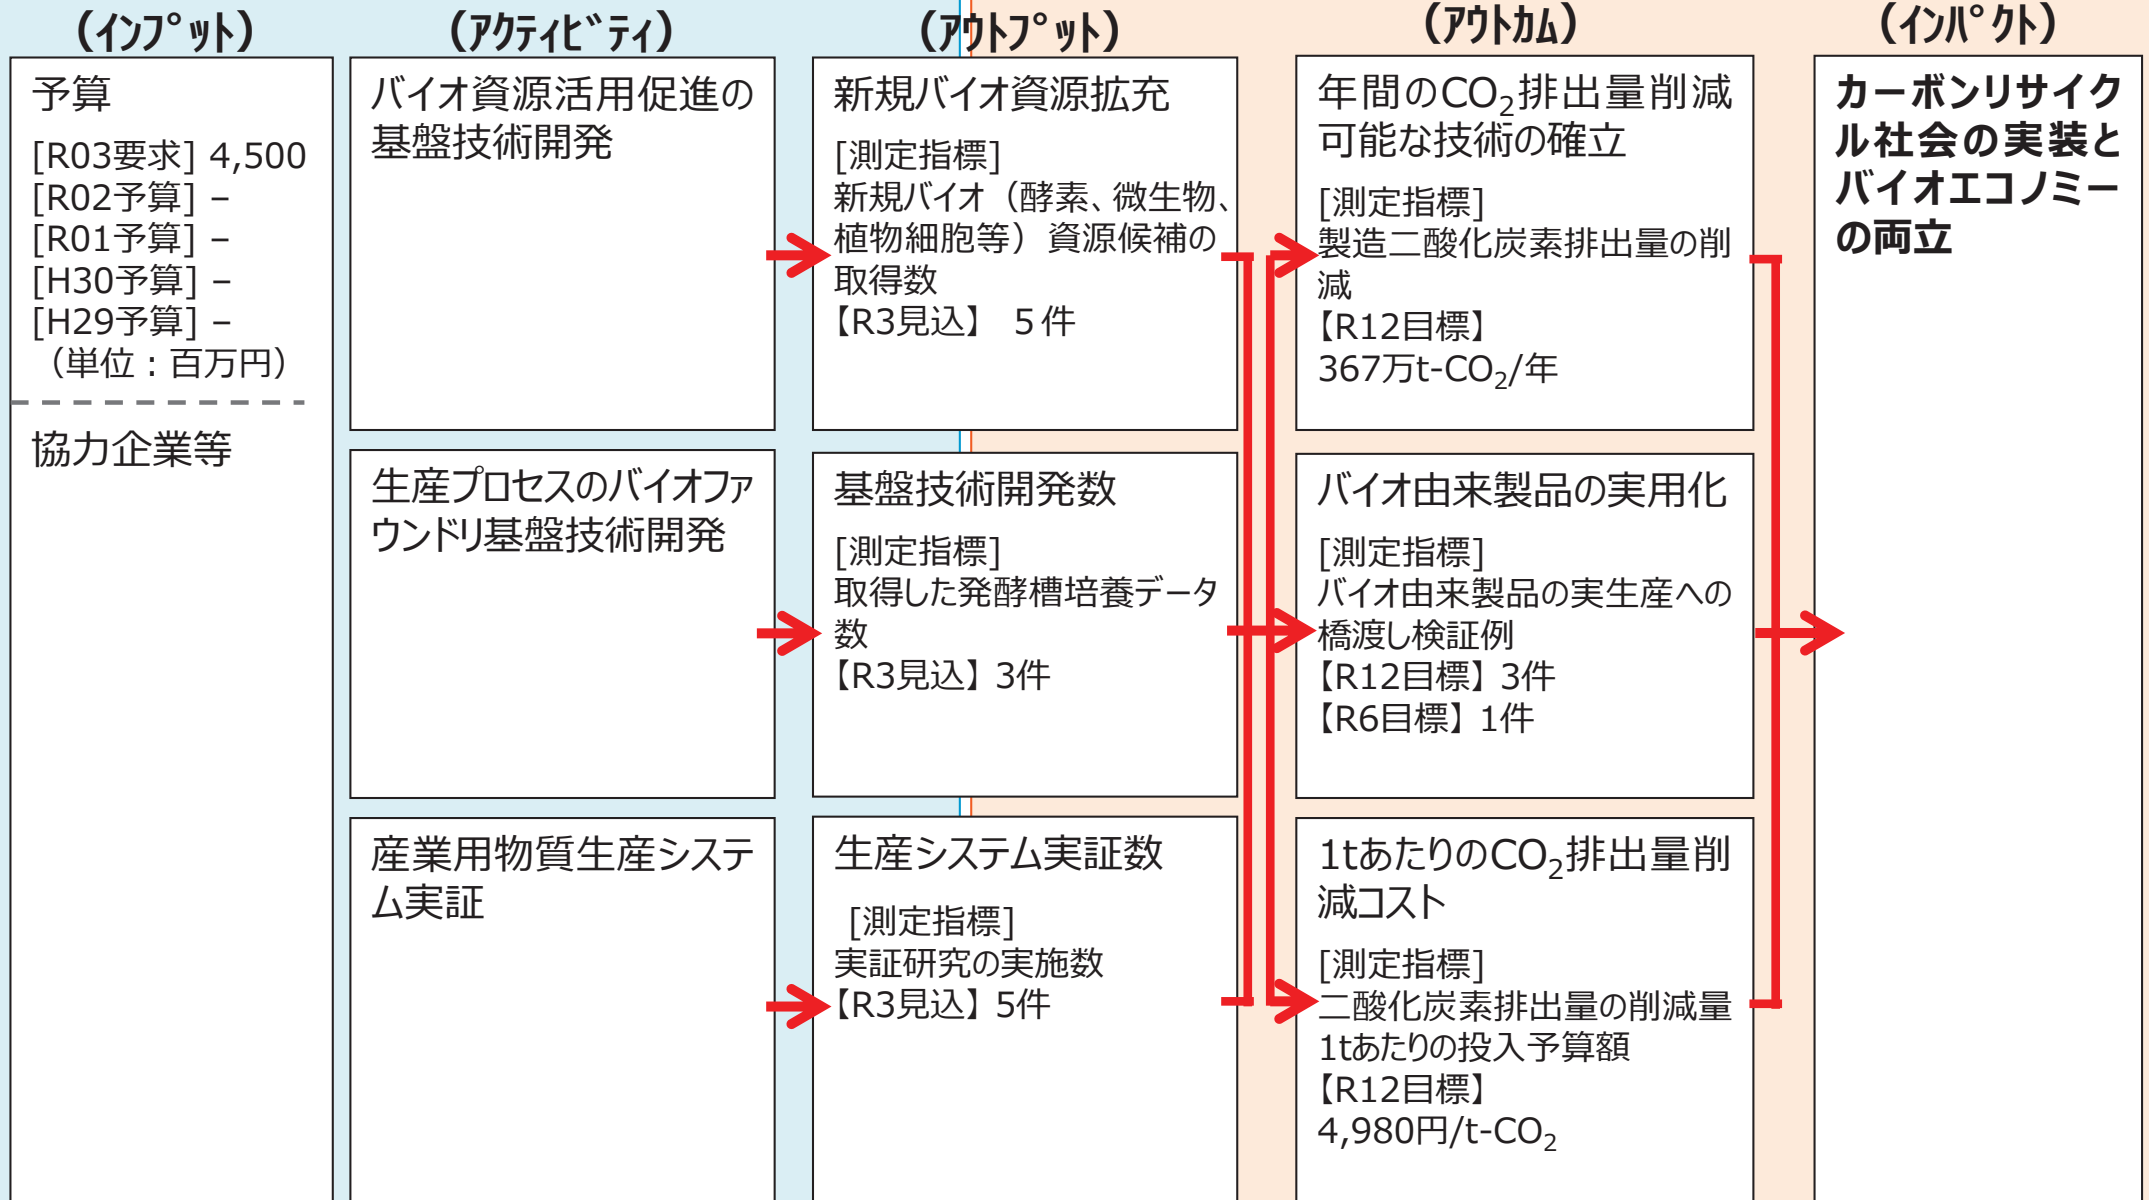 (ｲﾝﾌﾟｯﾄ)
予算
[R03要求] 4,500
[R02予算] –
[R01予算] –
[H30予算] –
[H29予算] –
（単位：百万円）
協力企業等
(ｱｸﾃｨﾋﾞﾃｨ)
バイオ資源活用促進の
基盤技術開発
生産プロセスのバイオファ
ウンドリ基盤技術開発
産業用物質生産システ
ム実証
(ｱｳﾄﾌﾟｯﾄ)
新規バイオ資源拡充
[測定指標]
新規バイオ（酵素、微生物、
植物細胞等）資源候補の
取得数
【R3見込】 ５件
基盤技術開発数
[測定指標]
取得した発酵槽培養データ
数
【R3見込】3件
生産システム実証数
[測定指標]
実証研究の実施数
【R3見込】5件
(ｱｳﾄｶﾑ)
年間のCO₂排出量削減
可能な技術の確立
[測定指標]
製造二酸化炭素排出量の削
減
【R12目標】
367万t-CO₂/年
バイオ由来製品の実用化
[測定指標]
バイオ由来製品の実生産への
橋渡し検証例
【R12目標】3件
【R6目標】1件
1tあたりのCO₂排出量削
減コスト
[測定指標]
二酸化炭素排出量の削減量
1tあたりの投入予算額
【R12目標】
4,980円/t-CO₂
(ｲﾝﾊﾟｸﾄ)
カーボンリサイク
ル社会の実装と
バイオエコノミー
の両立